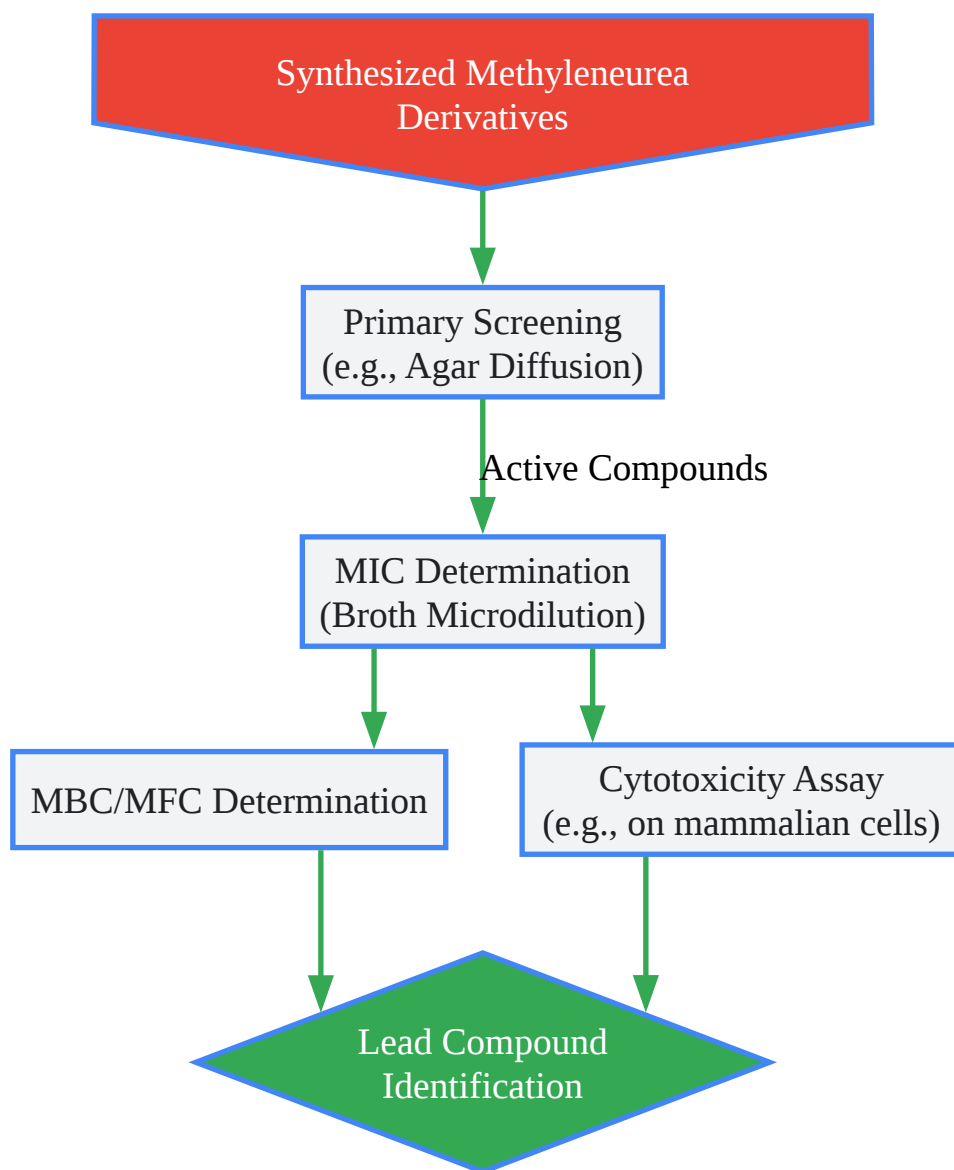 Synthesized Methyleneurea
Derivatives
Primary Screening
(e.g., Agar Diffusion)
Active Compounds
MIC Determination
(Broth Microdilution)
MBC/MFC Determination
Cytotoxicity Assay
(e.g., on mammalian cells)
Lead Compound
Identification